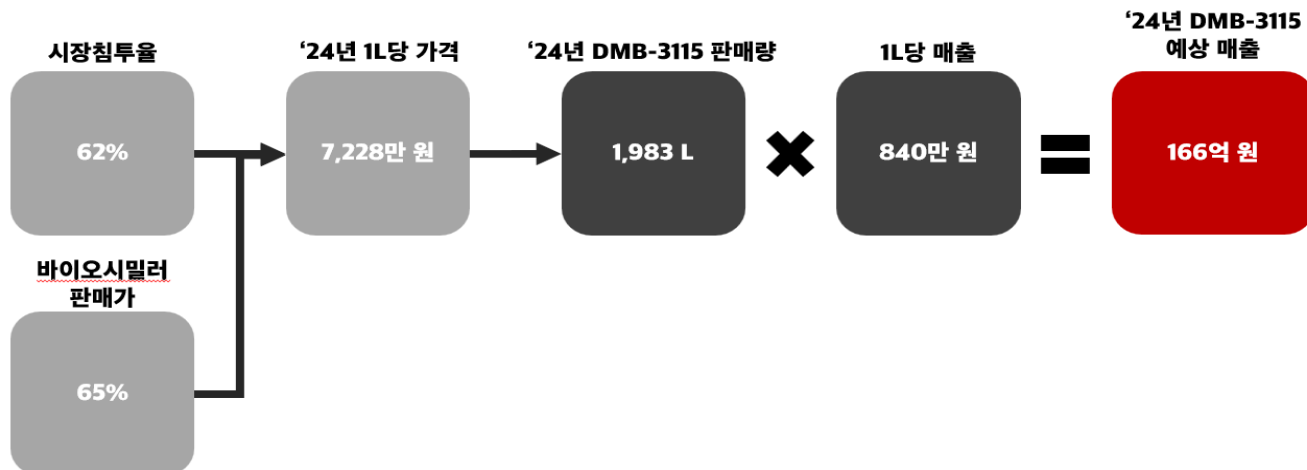 시장침투율
62%
바이오시밀러
판매가
65%
‘24년 1L당 가격
7,228만 원
‘24년 DMB-3115 판매량
1,983 L
1L당 매출
840만 원
‘24년 DMB-3115
예상 매출
166억 원